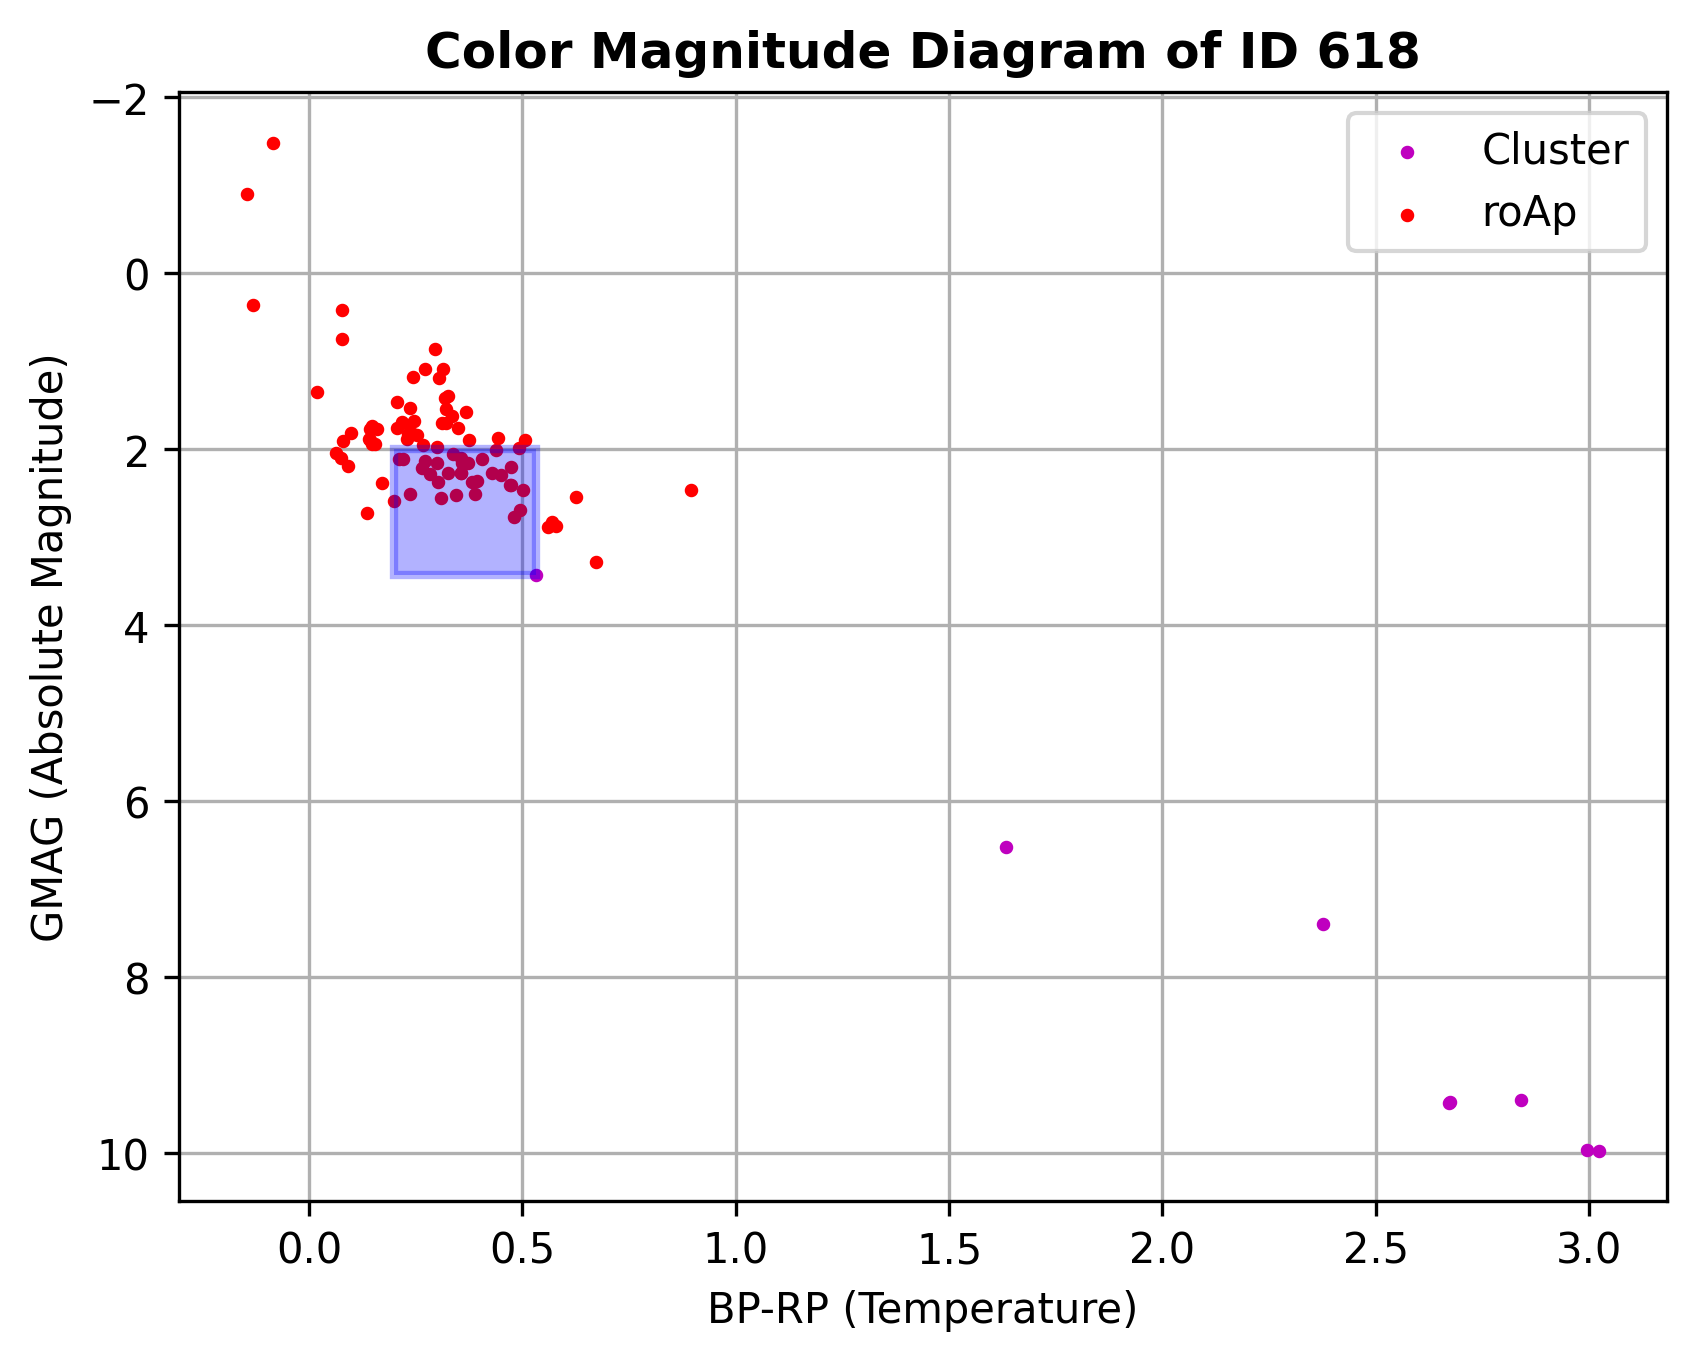 Color Magnitude Diagram of ID 618
Cluster
roAp
GMAG (Absolute Magnitude)
−2
0
2
4
6
8
10
0.0 0.5 1.0 1.5 2.0 2.5 3.0
BP-RP (Temperature)